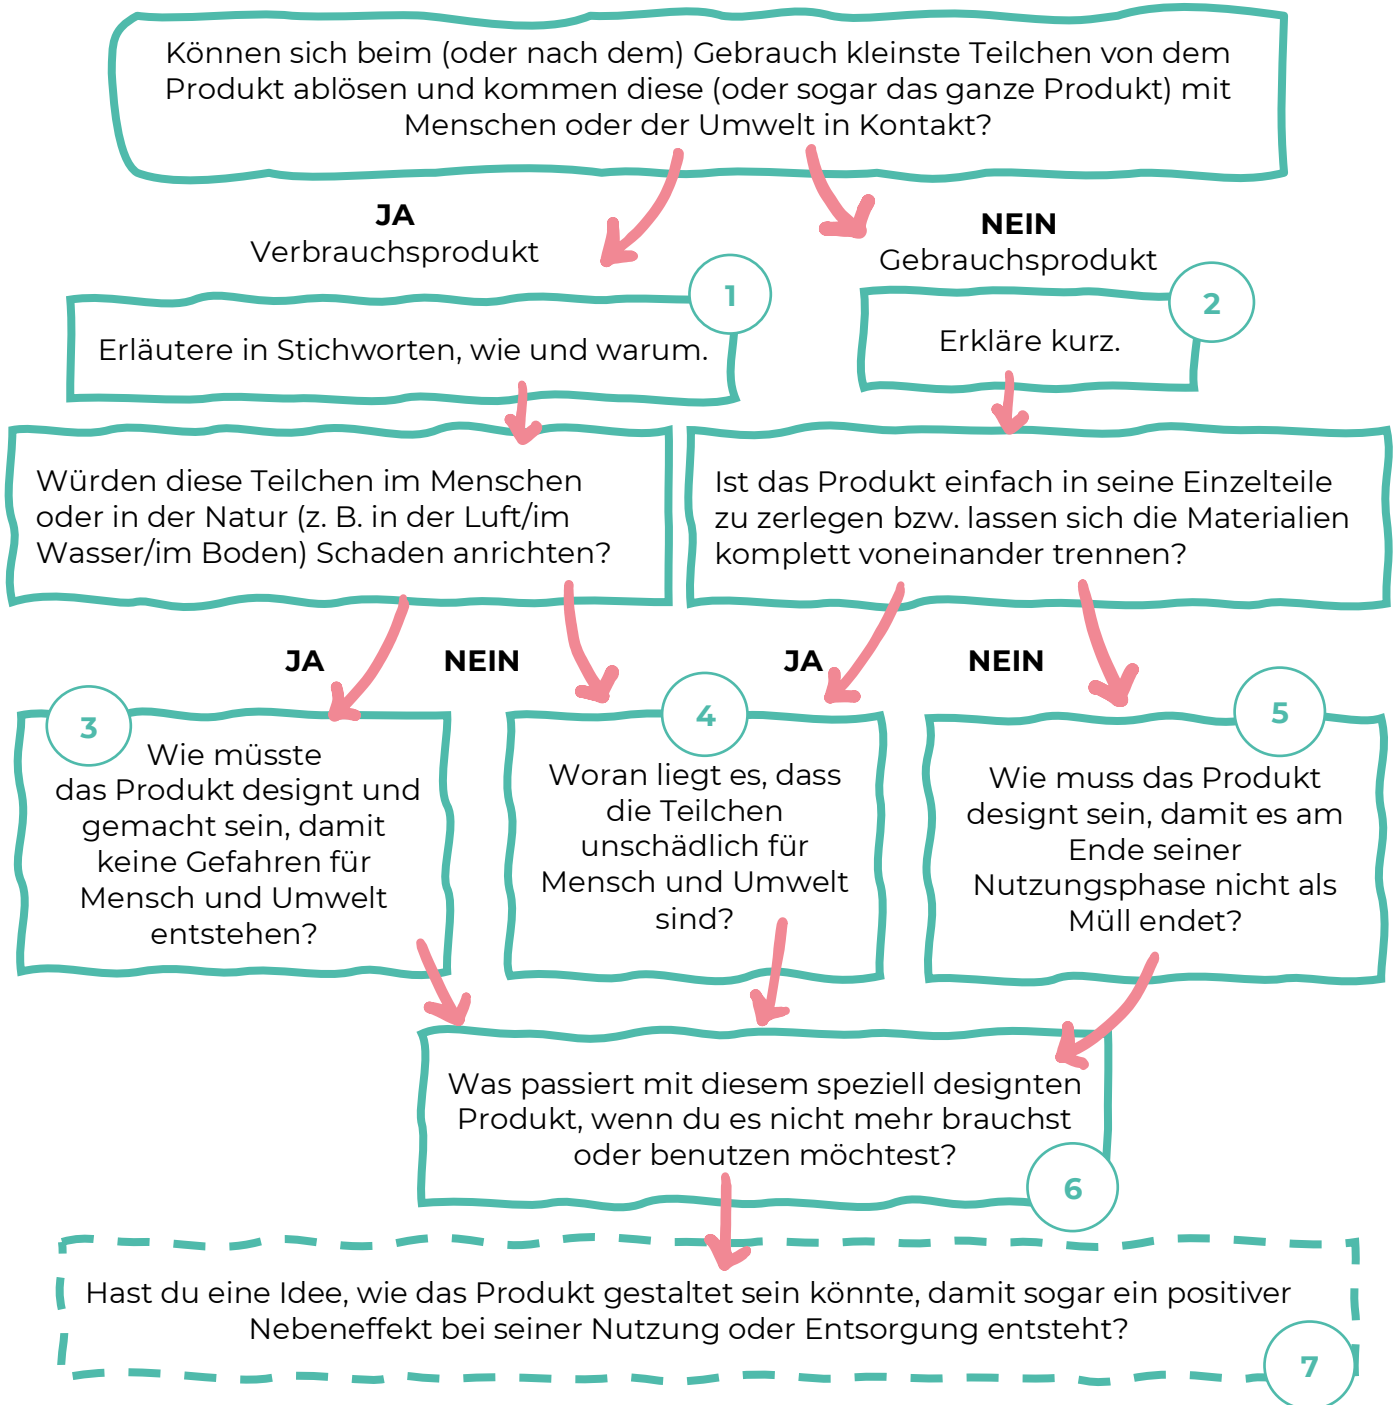 Können sich beim (oder nach dem) Gebrauch kleinste Teilchen von dem
Produkt ablösen und kommen diese (oder sogar das ganze Produkt) mit
Menschen oder der Umwelt in Kontakt?
JA
Verbrauchsprodukt
NEIN
Gebrauchsprodukt
1
Erläutere in Stichworten, wie und warum.
2
Erkläre kurz.
Würden diese Teilchen im Menschen
oder in der Natur (z. B. in der Luft/im
Wasser/im Boden) Schaden anrichten?
Ist das Produkt einfach in seine Einzelteile
zu zerlegen bzw. lassen sich die Materialien
komplett voneinander trennen?
JA
NEIN
JA
NEIN
3
Wie müsste
das Produkt designt und
gemacht sein, damit
keine Gefahren für
Mensch und Umwelt
entstehen?
4
Woran liegt es, dass
die Teilchen
unschädlich für
Mensch und Umwelt
sind?
5
Wie muss das Produkt
designt sein, damit es am
Ende seiner
Nutzungsphase nicht als
Müll endet?
Was passiert mit diesem speziell designten
Produkt, wenn du es nicht mehr brauchst
oder benutzen möchtest?
6
Hast du eine Idee, wie das Produkt gestaltet sein könnte, damit sogar ein positiver
Nebeneffekt bei seiner Nutzung oder Entsorgung entsteht?
7